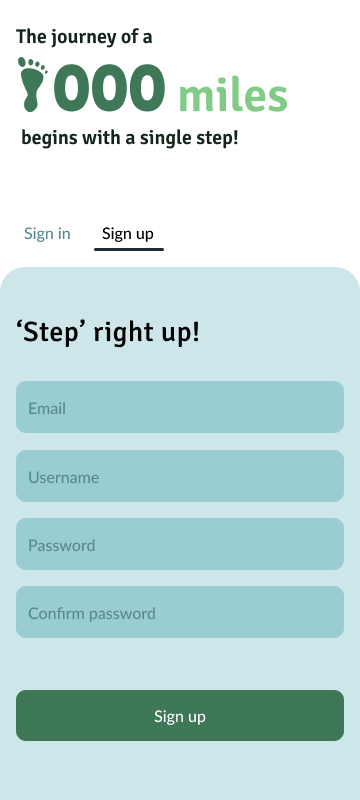 The journey of a
000 miles
begins with a single step!
Sign in
Sign up
‘Step’ right up!
Email
Username
Password
Confirm password
Sign up